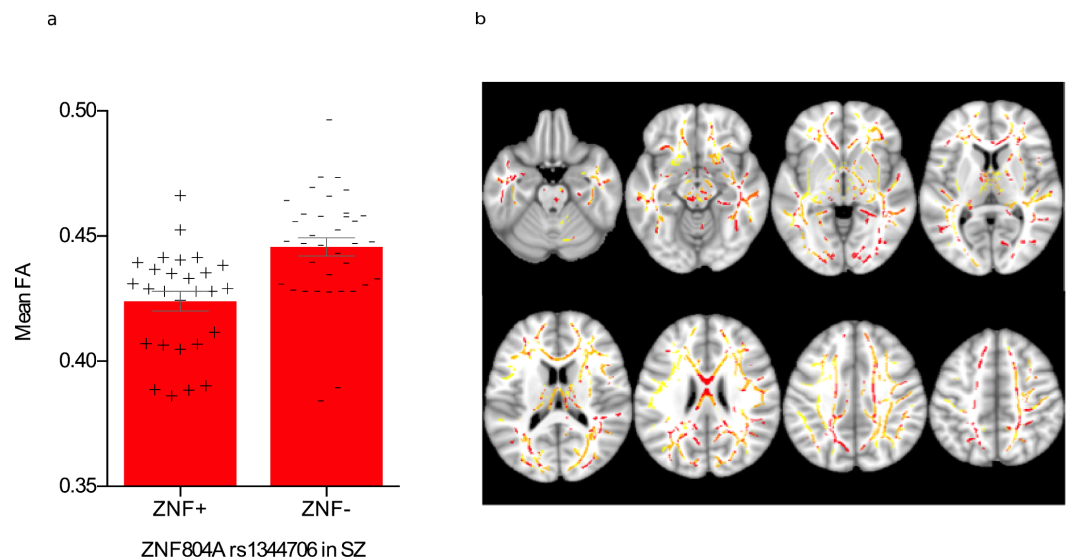 a
b
0.50
0.45
0.40
0.35
Mean FA
ZNF+
ZNF-
ZNF804A rs1344706 in SZ